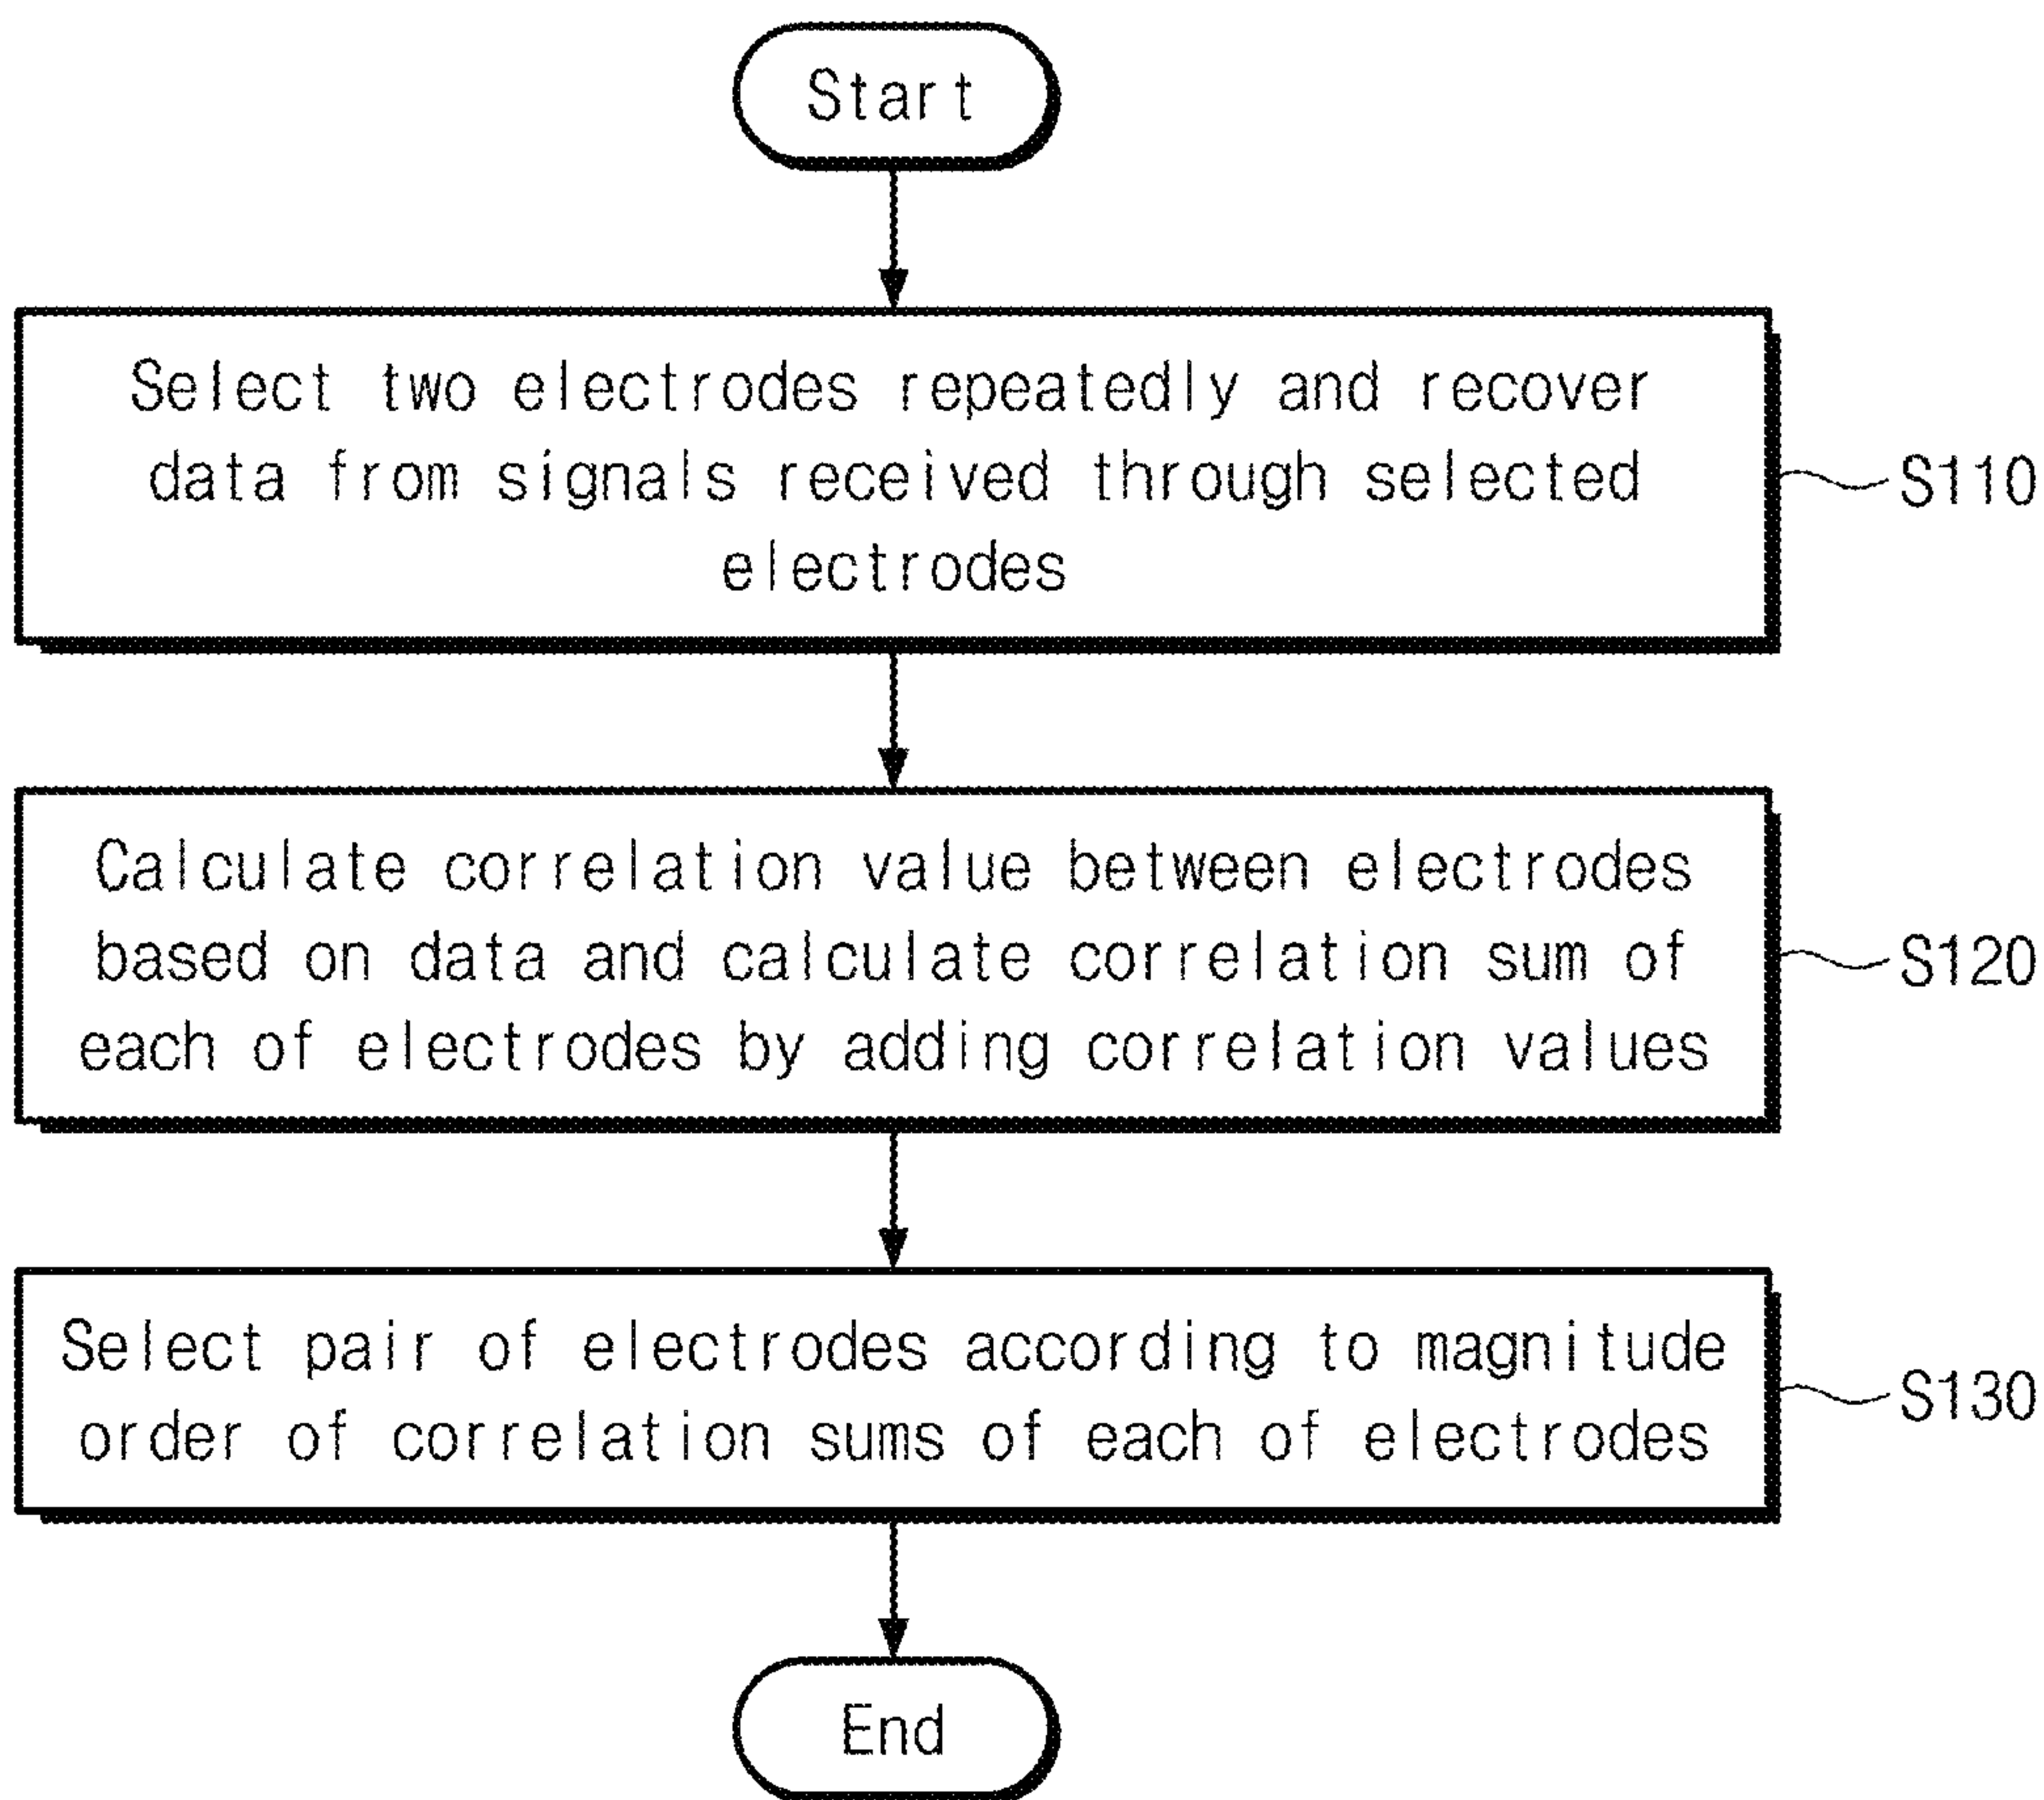 Start
Select two electrodes repeatedly and recover
data from signals received through selected
electrodes
S110
Calculate correlation value between electrodes
based on data and calculate correlation sum of
each of electrodes by adding correlation values
S120
Select pair of electrodes according to magnitude
order of correlation sums of each of electrodes
S130
End